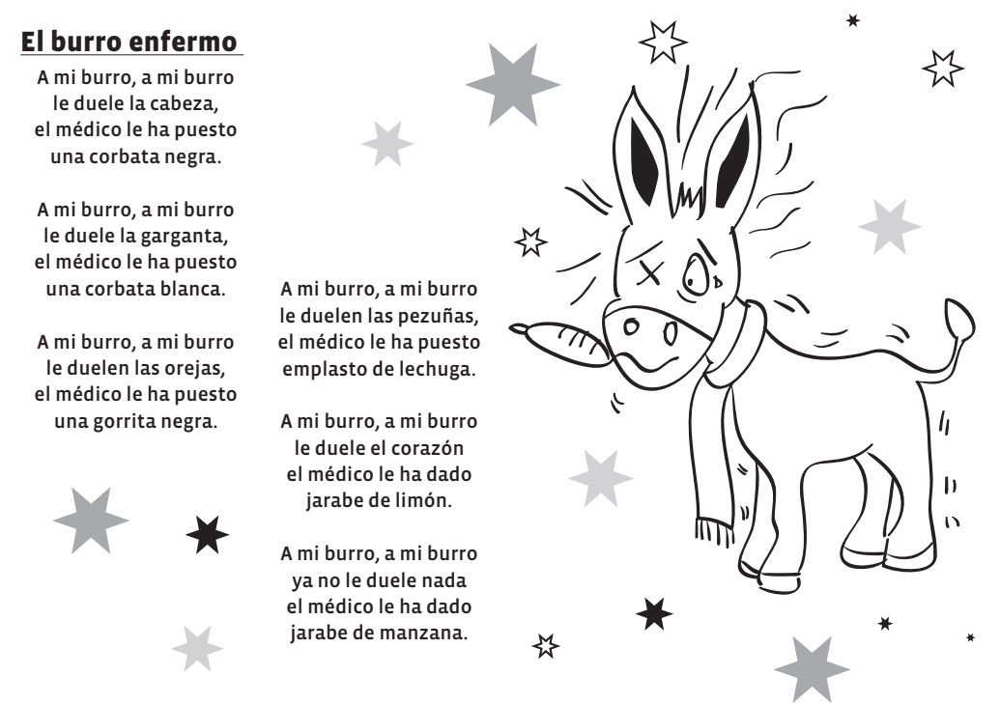 El burro enfermo
A mi burro, a mi burro
le duele la cabeza,
el médico le ha puesto
una corbata negra.
A mi burro, a mi burro
le duele la garganta,
el médico le ha puesto
una corbata blanca.
A mi burro, a mi burro
le duelen las orejas,
el médico le ha puesto
una gorrita negra.
A mi burro, a mi burro
le duelen las pezuñas,
el médico le ha puesto
emplasto de lechuga.
A mi burro, a mi burro
le duele el corazón
el médico le ha dado
jarabe de limón.
A mi burro, a mi burro
ya no le duele nada
el médico le ha dado
jarabe de manzana.